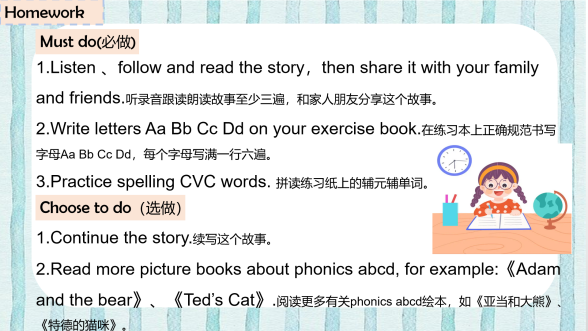 Homework
Must do(必做)
1.Listen 、follow and read the story，then share it with your family
and friends.听录音跟读朗读故事至少三遍，和家人朋友分享这个故事。
2.Write letters Aa Bb Cc Dd on your exercise book.在练习本上正确规范书写
字母Aa Bb Cc Dd，每个字母写满一行六遍。
3.Practice spelling CVC words. 拼读练习纸上的辅元辅单词。
Choose to do（选做）
1.Continue the story.续写这个故事。
2.Read more picture books about phonics abcd, for example:《Adam
and the bear》、《Ted’s Cat》.阅读更多有关phonics abcd绘本，如《亚当和大熊》、
《特德的猫咪》。